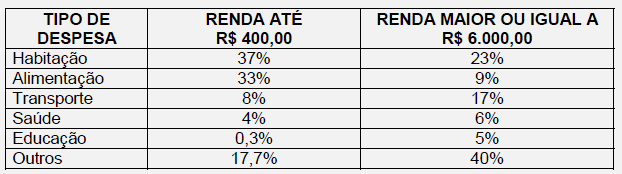 TIPO DE DESPESA RENDA ATÉ R$ 400,00 RENDA MAIOR OU IGUAL A R$ 6.000,00
Habitação 37% 23%
Alimentação 33% 9%
Transporte 8% 17%
Saúde 4% 6%
Educação 0,3% 5%
Outros 17,7% 40%